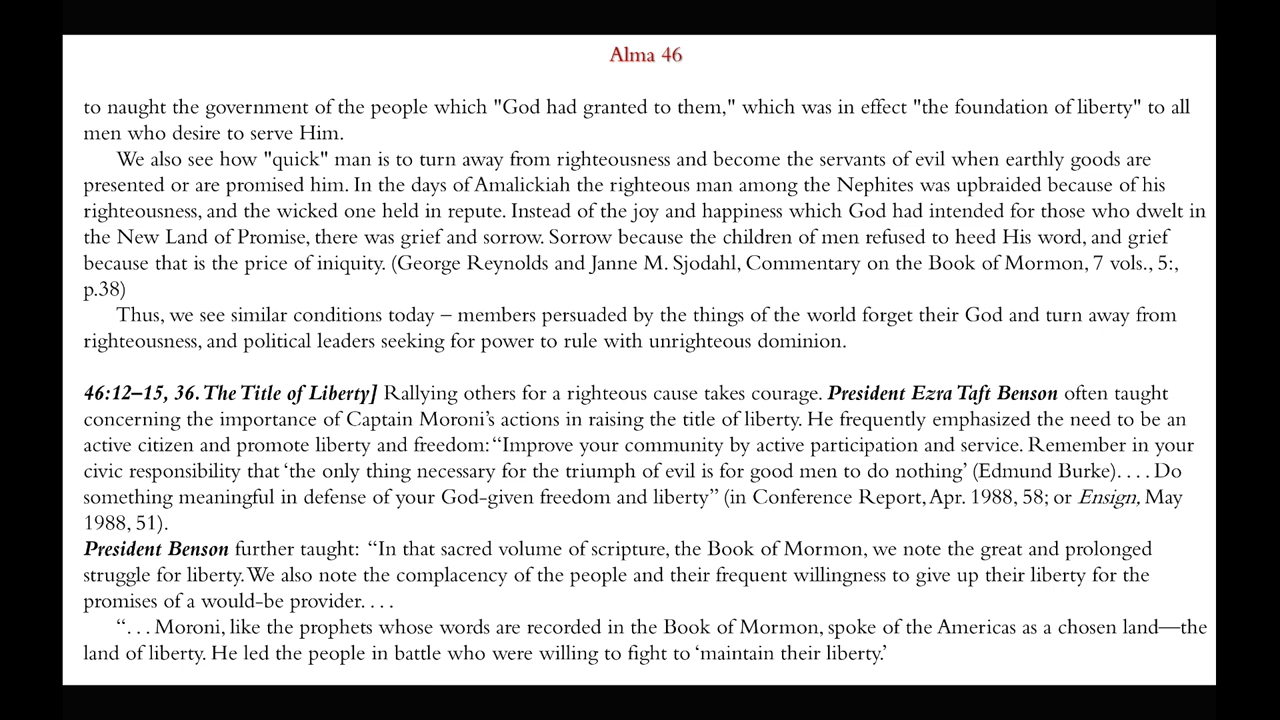 Alma 46
to naught the government of the people which "God had granted to them," which was in effect "the foundation of liberty" to all
men who desire to serve Him.
We also see how "quick" man is to turn away from righteousness and become the servants of evil when earthly goods are
presented or are promised him. In the days of Amalickiah the righteous man among the Nephites was upbraided because of his
righteousness, and the wicked one held in repute. Instead of the joy and happiness which God had intended for those who dwelt in
the New Land of Promise, there was grief and sorrow. Sorrow because the children of men refused to heed His word, and grief
because that is the price of iniquity. (George Reynolds and Janne M. Sjodahl, Commentary on the Book of Mormon, 7 vols., 5:,
p.38)
Thus, we see similar conditions today – members persuaded by the things of the world forget their God and turn away from
righteousness, and political leaders seeking for power to rule with unrighteous dominion.
46:12–15, 36. The Title of Liberty] Rallying others for a righteous cause takes courage. President Ezra Taft Benson often taught
concerning the importance of Captain Moroni’s actions in raising the title of liberty. He frequently emphasized the need to be an
active citizen and promote liberty and freedom: “Improve your community by active participation and service. Remember in your
civic responsibility that ‘the only thing necessary for the triumph of evil is for good men to do nothing’ (Edmund Burke). . . . Do
something meaningful in defense of your God-given freedom and liberty” (in Conference Report, Apr. 1988, 58; or Ensign, May
1988, 51).
President Benson further taught: “In that sacred volume of scripture, the Book of Mormon, we note the great and prolonged
struggle for liberty. We also note the complacency of the people and their frequent willingness to give up their liberty for the
promises of a would-be provider. . . .
“. . . Moroni, like the prophets whose words are recorded in the Book of Mormon, spoke of the Americas as a chosen land—the
land of liberty. He led the people in battle who were willing to fight to ‘maintain their liberty.’